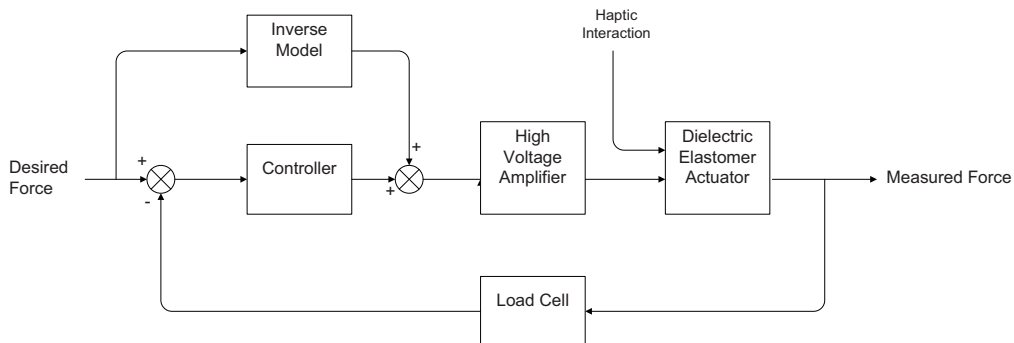 Inverse
Model
Haptic
Interaction
Desired
Force
+
-
Controller
+
+
High
Voltage
Amplifier
Dielectric
Elastomer
Actuator
Measured Force
Load Cell